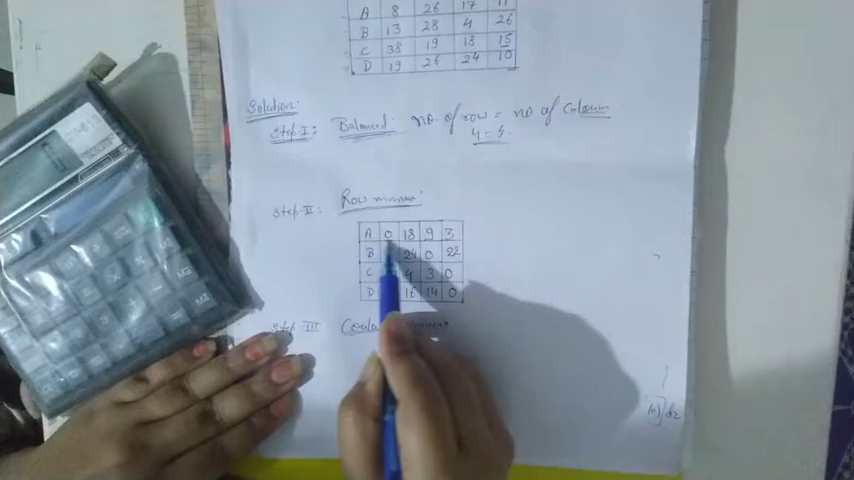 A 8 26 17 11
B 13 28 4 26
C 38 19 18 15
D 19 26 24 10
Solution:
Step I: Balanced: no. of row = no of Coloum
4 = 4.
Step-II: Row minimum:
A 0 18 9 3
B 24 0 22
C 4 3 0
D 16 14 0
Step III